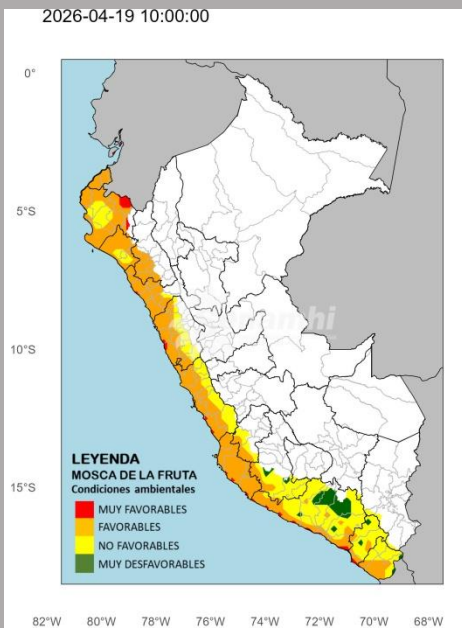 2026-04-19 10:00:00
0°
5°S
10°S
15°S
LEYENDA
MOSCA DE LA FRUTA
Condiciones ambientales
MUY FAVORABLES
FAVORABLES
NO FAVORABLES
MUY DESFAVORABLES
82°W 80°W 78°W 76°W 74°W 72°W 70°W 68°W